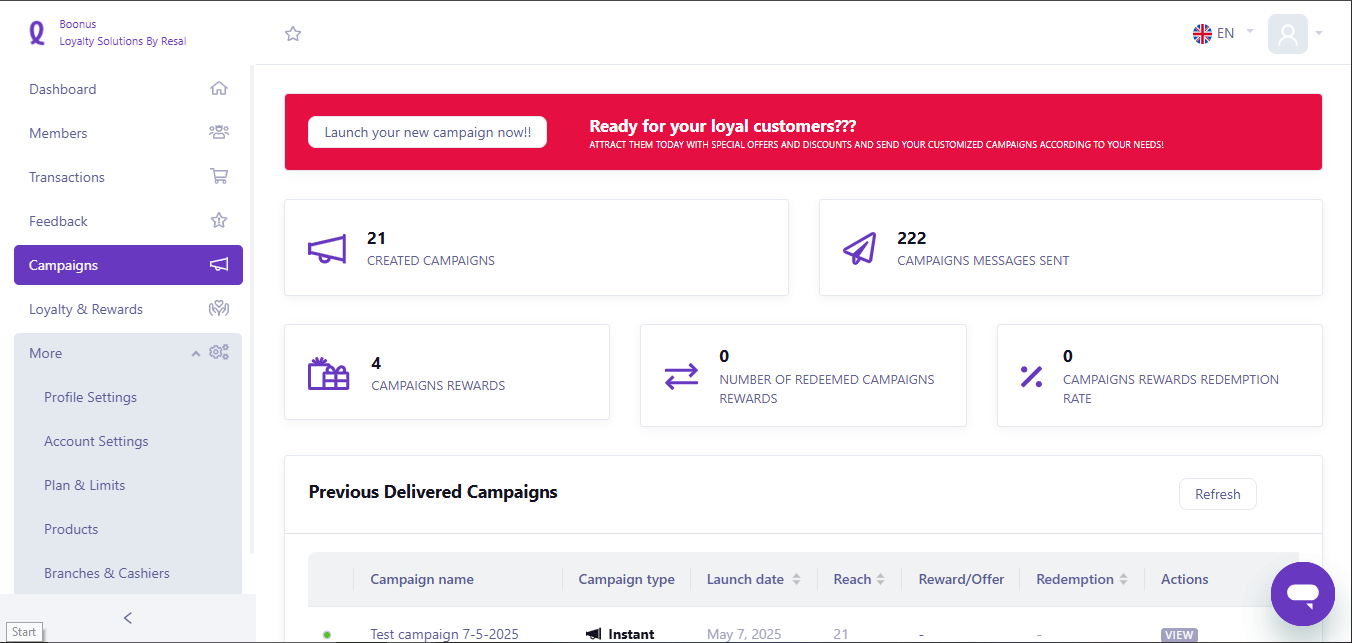 Boonus
Loyalty Solutions By Resal
EN
Dashboard
Members
Transactions
Feedback
Campaigns
Loyalty & Rewards
More
Profile Settings
Account Settings
Plan & Limits
Products
Branches & Cashiers
Start
Launch your new campaign now!!
Ready for your loyal customers???
ATTRACT THEM TODAY WITH SPECIAL OFFERS AND DISCOUNTS AND SEND YOUR CUSTOMIZED CAMPAIGNS ACCORDING TO YOUR NEEDS!
21
CREATED CAMPAIGNS
222
CAMPAIGNS MESSAGES SENT
4
CAMPAIGNS REWARDS
0
NUMBER OF REDEEMED CAMPAIGNS
REWARDS
0
CAMPAIGNS REWARDS REDEMPTION
RATE
Previous Delivered Campaigns
Refresh
Campaign name Campaign type Launch date Reach Reward/Offer Redemption Actions
Test campaign 7-5-2025 Instant May 7, 2025 21 - - VIEW